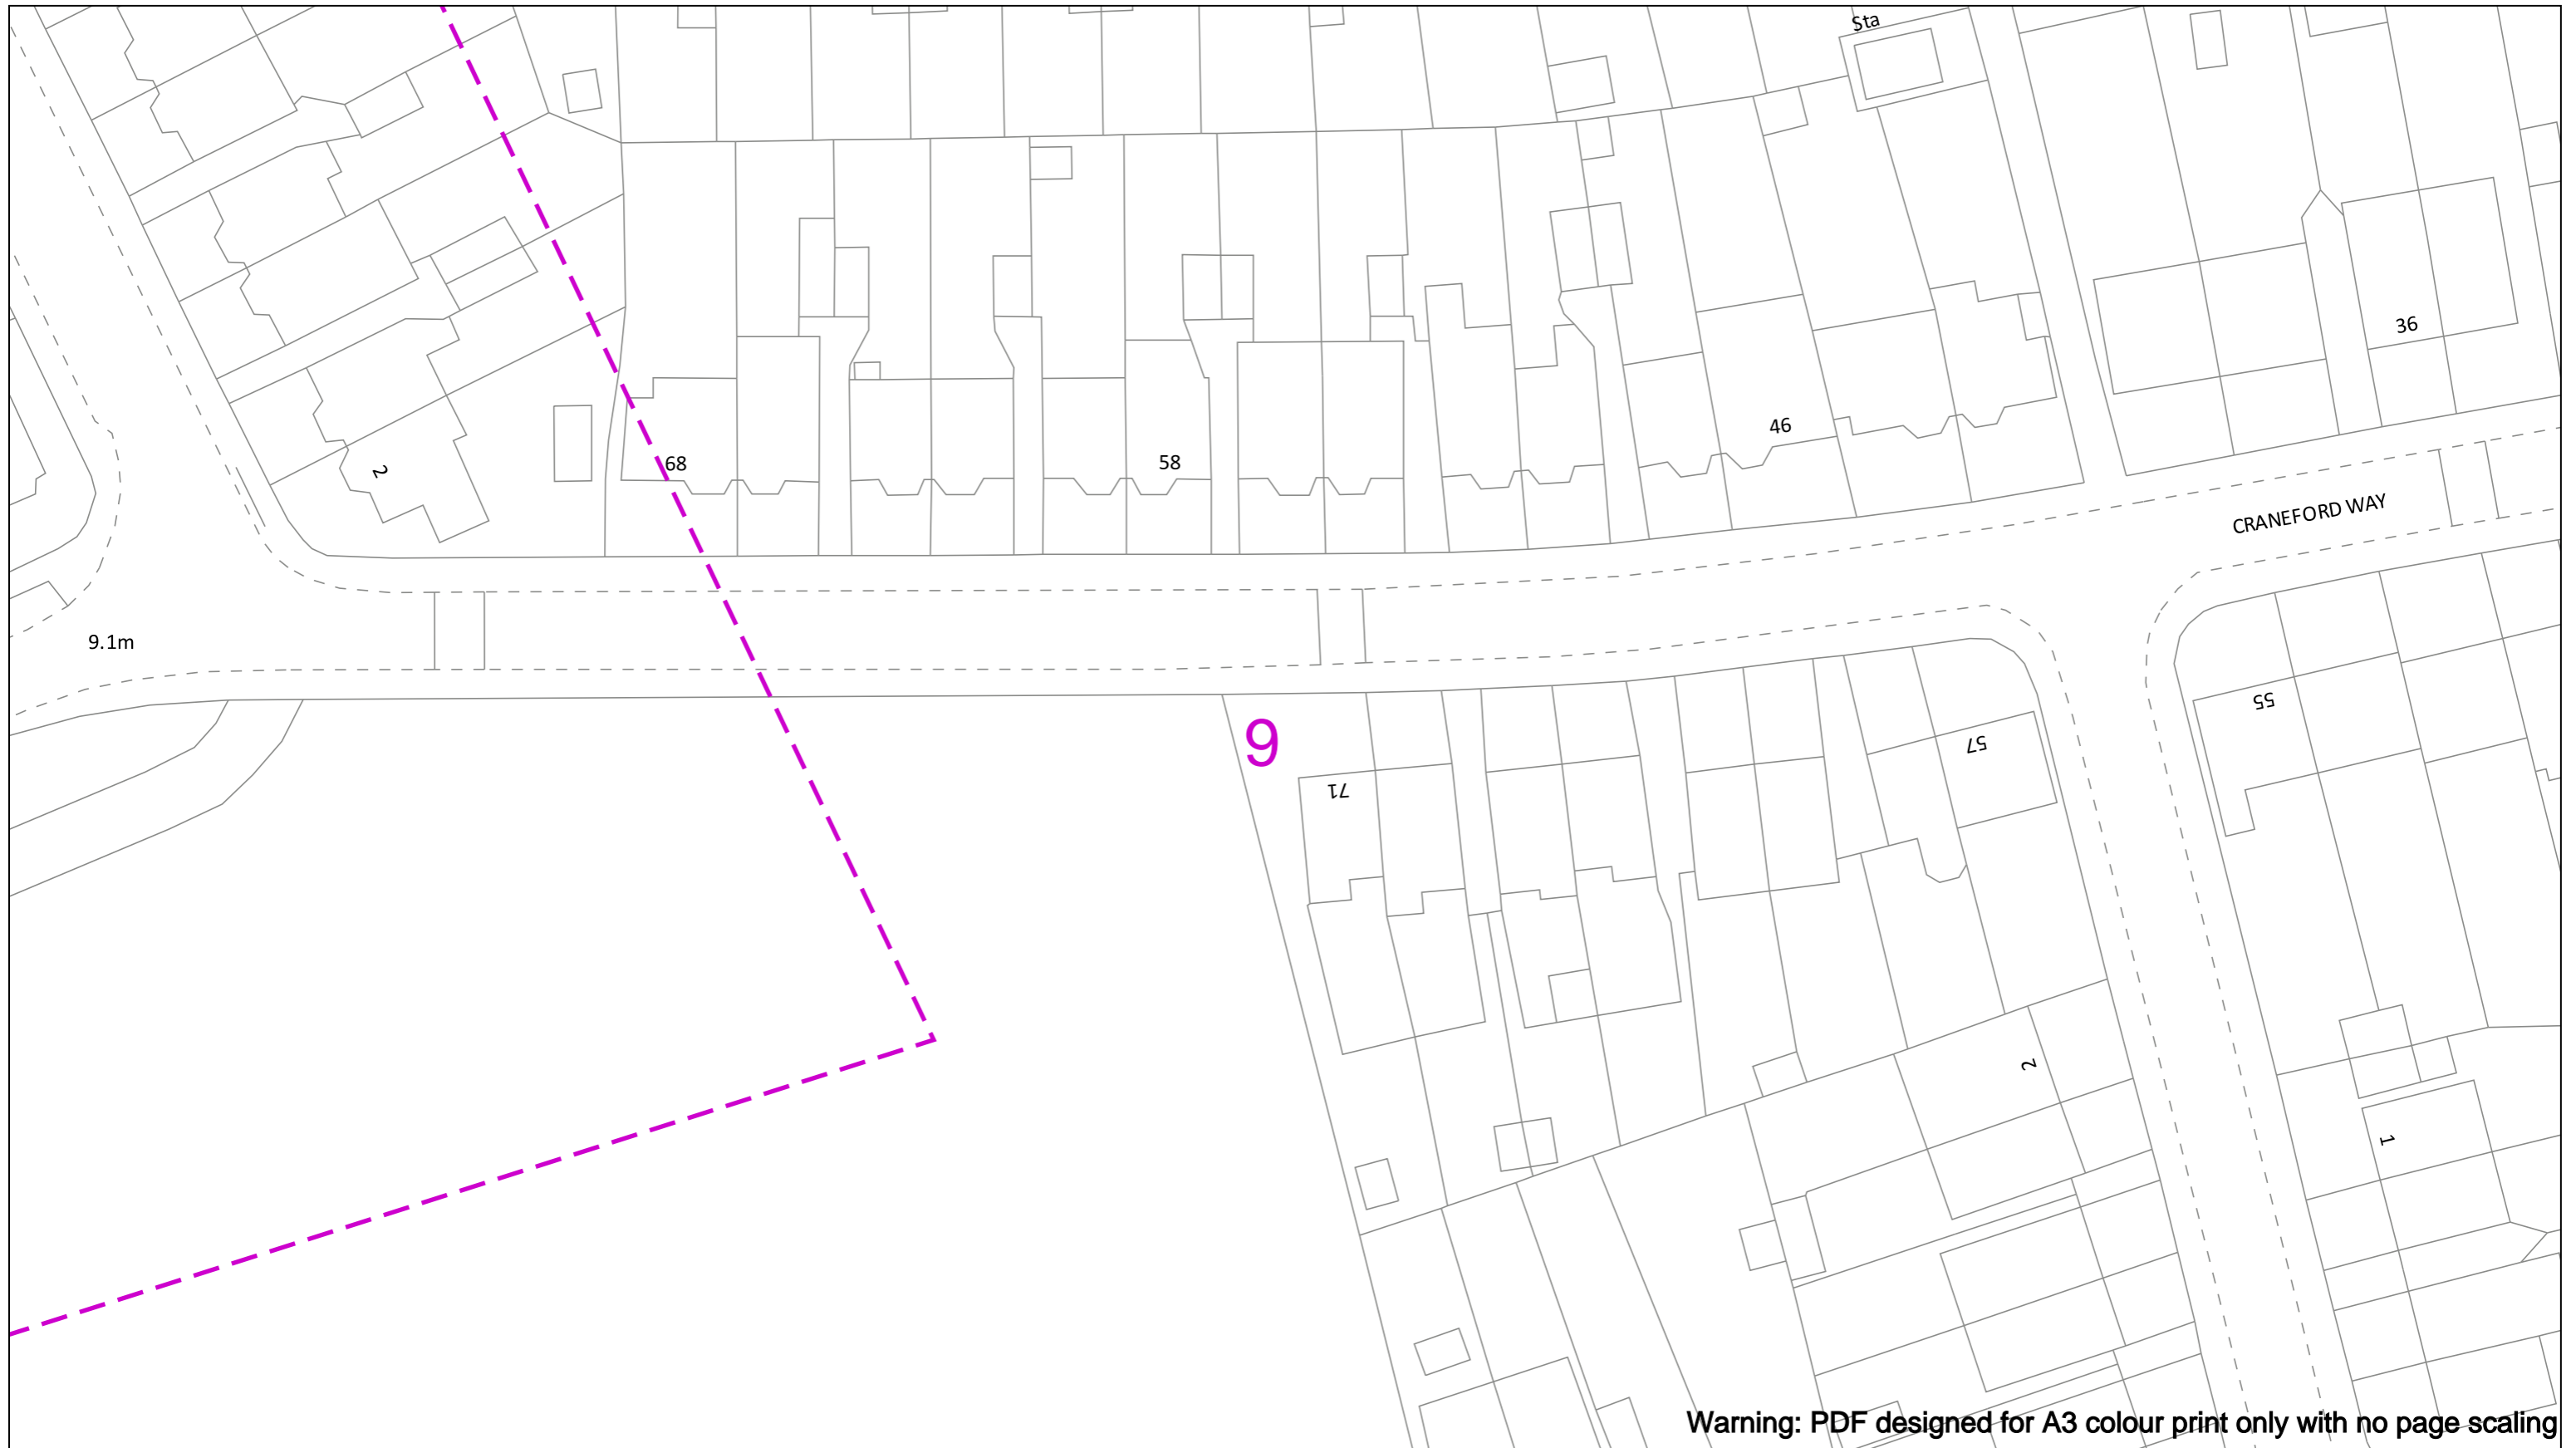 Sta
36
46
2
68
58
CRANEFORD WAY
9.1m
55
9
57
71
2
1
Warning: PDF designed for A3 colour print only with no page scaling